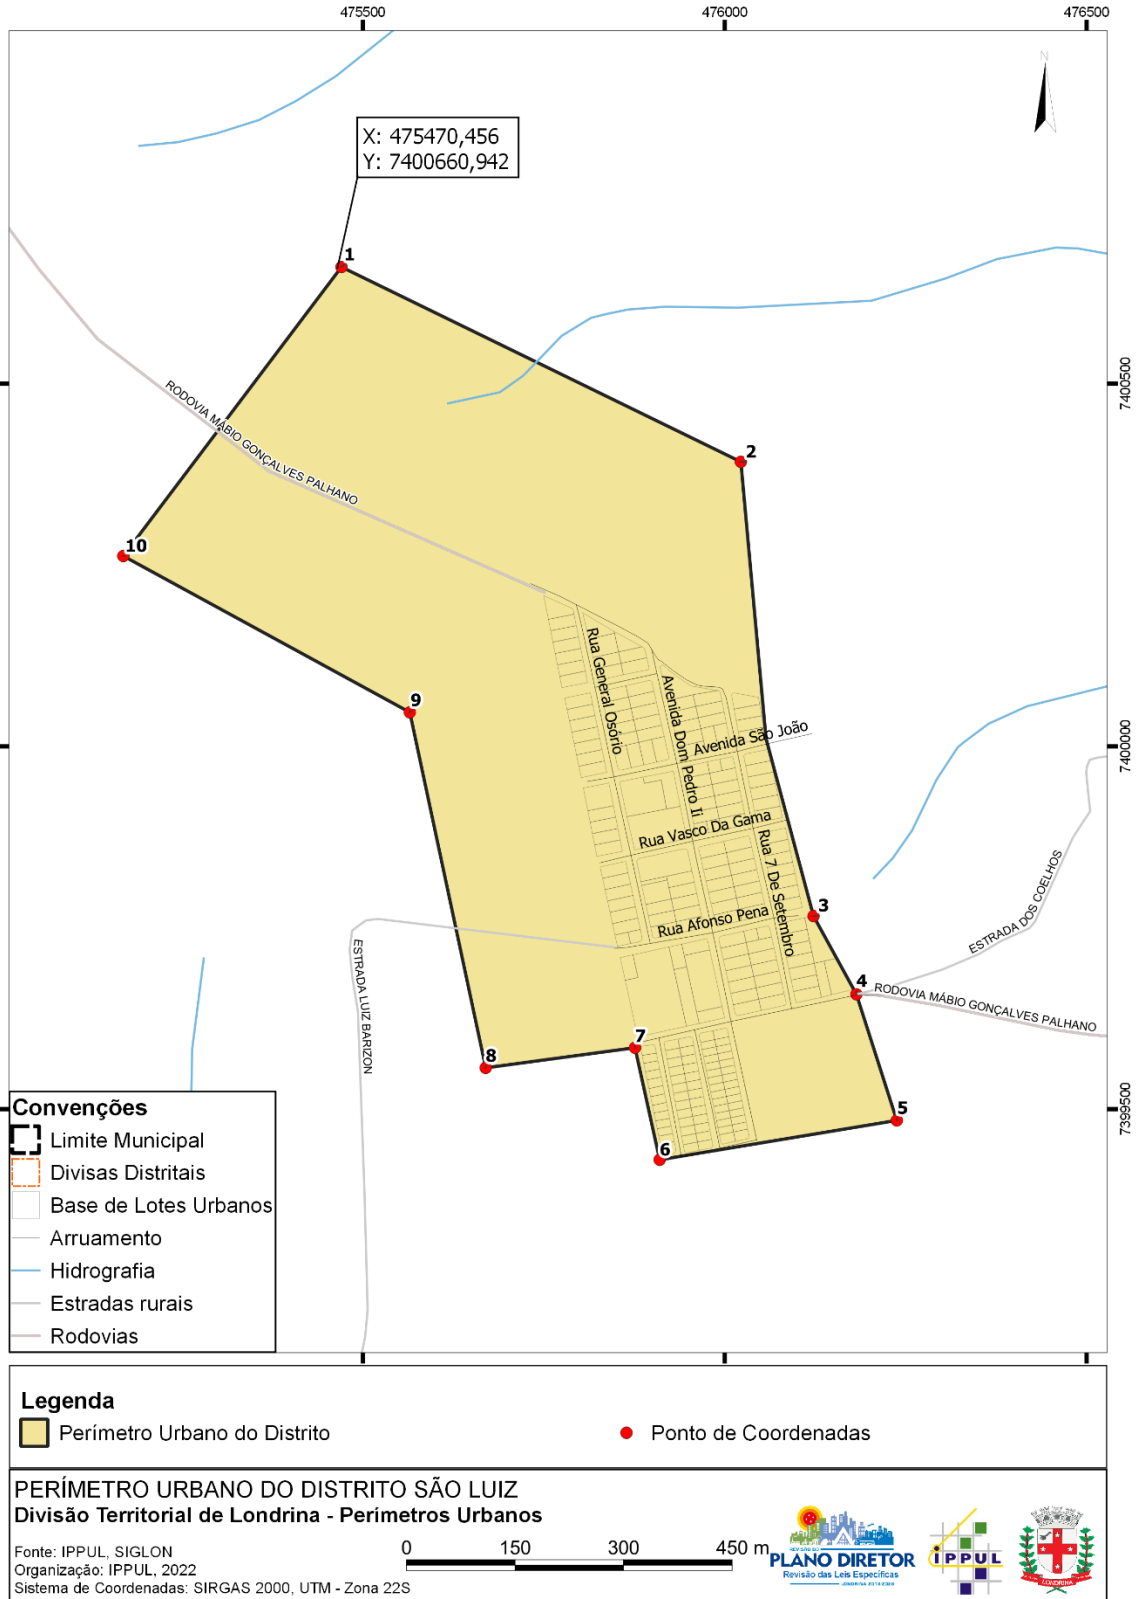 475500
476000
476500
N
X: 475470,456
Y: 7400660,942
1
2
7400500
RODOVIA MÁBIO GONÇALVES PALHANO
10
9
Rua General Osório
Avenida Dom Pedro Ii
Avenida São João
7400000
Rua Vasco Da Gama
Rua 7 De Setembro
Rua Afonso Pena
3
ESTRADA DOS COELHOS
4
RODOVIA MÁBIO GONÇALVES PALHANO
ESTRADA LUIZ BARIZON
7
8
5
7399500
6
Convenções
Limite Municipal
Divisas Distritais
Base de Lotes Urbanos
Arruamento
Hidrografia
Estradas rurais
Rodovias
Legenda
Perímetro Urbano do Distrito
Ponto de Coordenadas
PERÍMETRO URBANO DO DISTRITO SÃO LUIZ
Divisão Territorial de Londrina - Perímetros Urbanos
Fonte: IPPUL, SIGLON
Organização: IPPUL, 2022
Sistema de Coordenadas: SIRGAS 2000, UTM - Zona 22S
0 150 300 450 m
REVISÃO DO
PLANO DIRETOR
Revisão das Leis Específicas
IPPUL
LONDRINA